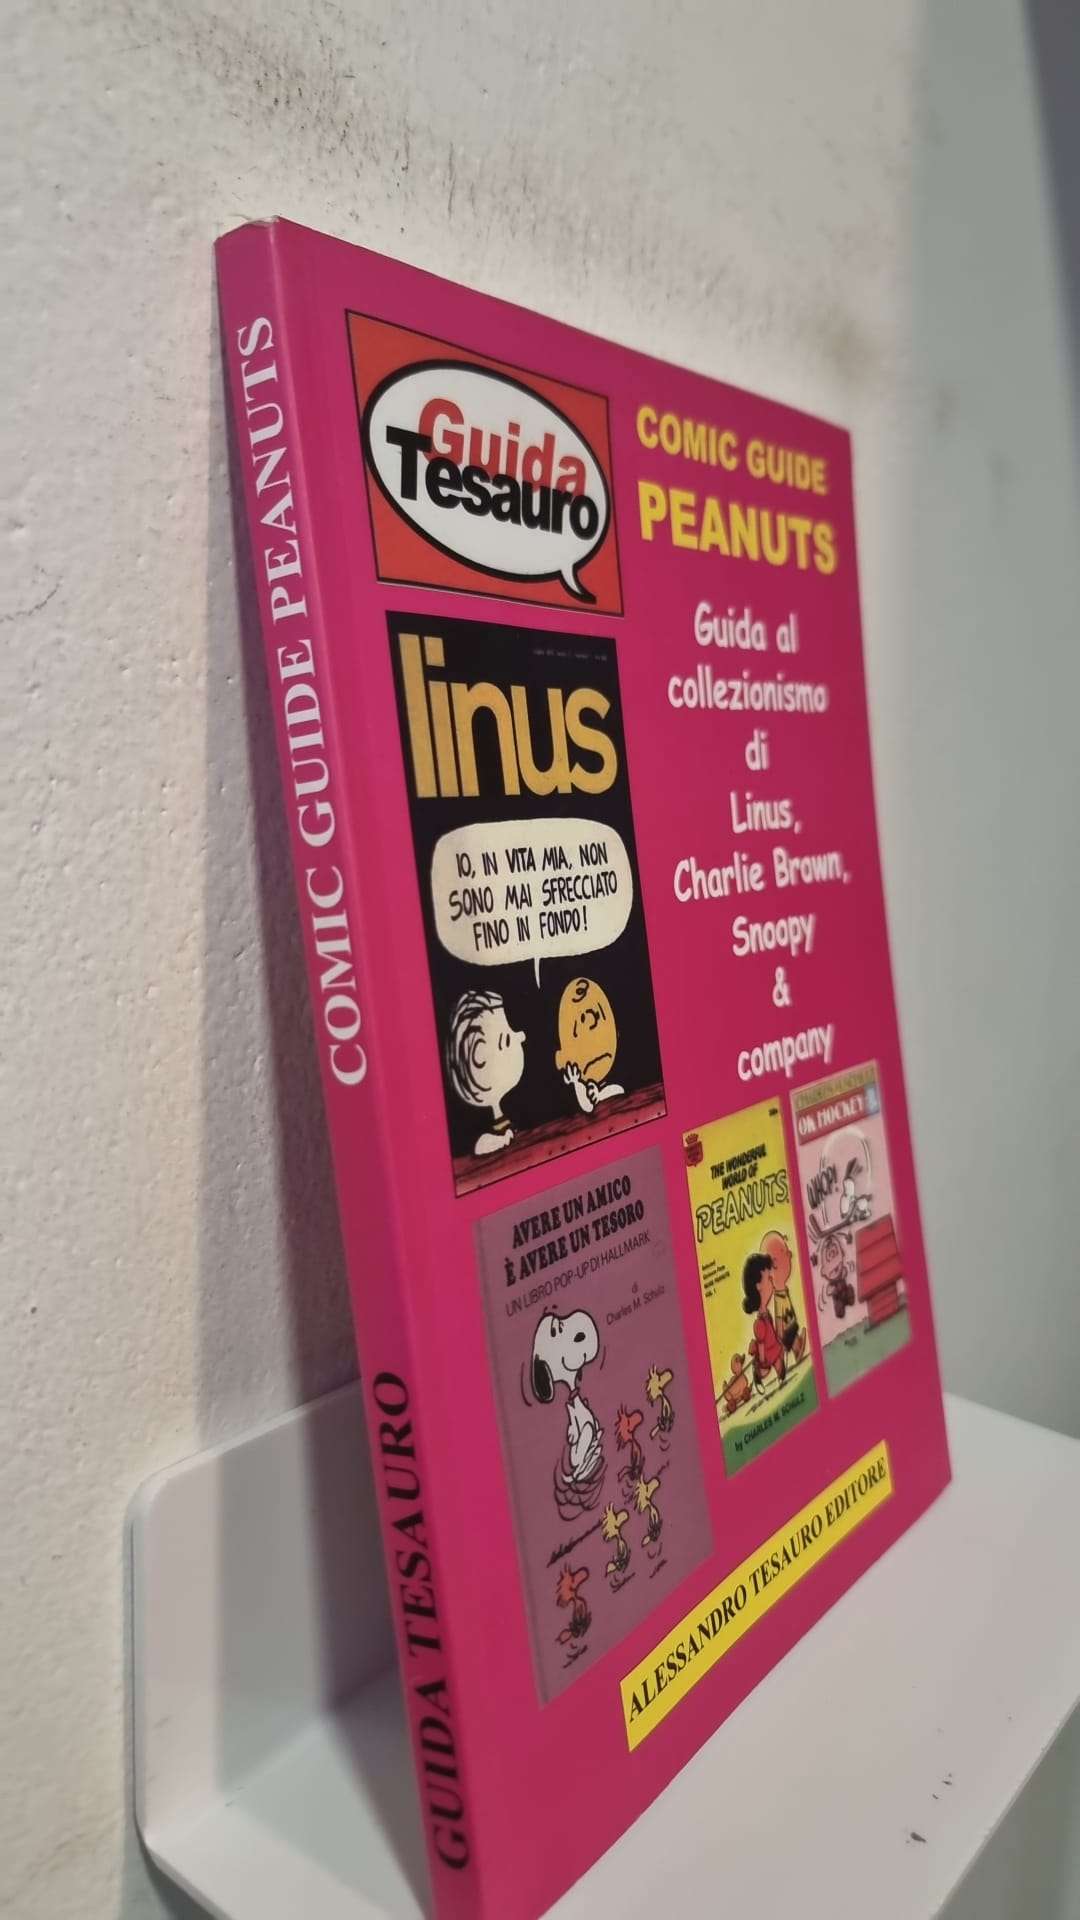 COMIC GUIDE PEANUTS
GUIDA TESAURO
Guida
Tesauro
COMIC GUIDE
PEANUTS
Guida al
collezionismo
di
Linus,
Charlie Brown,
Snoopy
&
company
linus
IO, IN VITA MIA, NON
SONO MAI SFRECCIATO
FINO IN FONDO!
AVERE UN AMICO
È AVERE UN TESORO
UN LIBRO POP-UP DI HALLMARK
di
Charles M. Schulz
THE WONDERFUL
WORLD OF
PEANUTS
by CHARLES M. SCHULZ
OK HOCKEY
WHOP!
ALESSANDRO TESAURO EDITORE